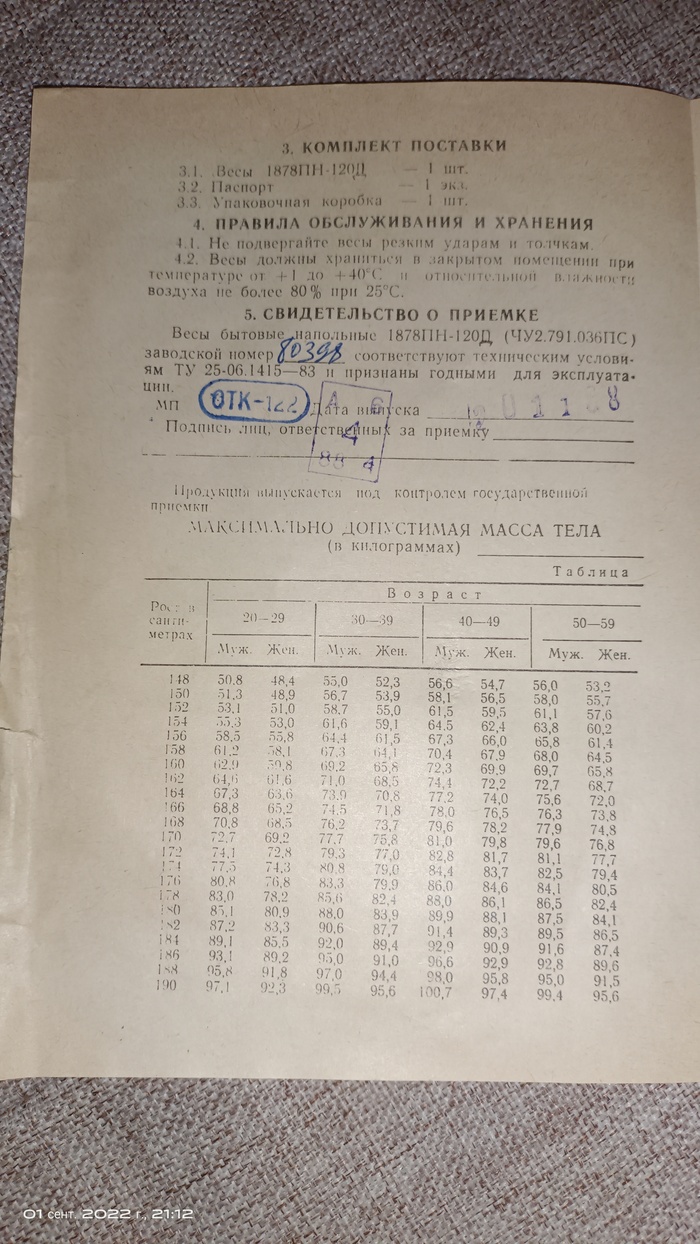 3. КОМПЛЕКТ ПОСТАВКИ
3.1. Весы 1878ПН-120Д — 1 шт.
3.2. Паспорт — 1 экз.
3.3. Упаковочная коробка — 1 шт.
4. ПРАВИЛА ОБСЛУЖИВАНИЯ И ХРАНЕНИЯ
4.1. Не подвергайте весы резким ударам и толчкам.
4.2. Весы должны храниться в закрытом помещении при
температуре от +1 до +40°С и относительной влажности
воздуха не более 80% при 25°С.
5. СВИДЕТЕЛЬСТВО О ПРИЕМКЕ
Весы бытовые напольные 1878ПН-120Д (ЧУ2.791.036ПС)
заводской номер 80398 соответствуют техническим услови-
ям ТУ 25-06.1415—83 и признаны годными для эксплуата-
ции.
МП ОТК-122 Дата выпуска
Подпись лиц, ответственных за приемку
Продукция выпускается под контролем государственной
приемки
МАКСИМАЛЬНО ДОПУСТИМАЯ МАССА ТЕЛА
(в килограммах)
Таблица
Рост в санти- метрах Возраст
20—29 30—39 40—49 50—59
Муж. Жен. Муж. Жен. Муж. Жен. Муж. Жен.
148 50,8 48,4 55,0 52,3 56,6 54,7 56,0 53,2
150 51,3 48,9 56,7 53,9 58,1 56,5 58,0 55,7
152 53,1 51,0 58,7 55,0 61,5 59,5 61,1 57,6
154 55,3 53,0 61,6 59,1 64,5 62,4 63,8 60,2
156 58,5 55,8 64,4 61,5 67,3 66,0 65,8 61,4
158 61,2 58,1 67,3 64,1 70,4 67,9 68,0 64,5
160 62,9 59,8 69,2 65,8 72,3 69,9 69,7 65,8
162 64,6 61,6 71,0 68,5 74,4 72,2 72,7 68,7
164 67,3 63,6 73,9 70,8 77,2 74,0 75,6 72,0
166 68,8 65,2 74,5 71,8 78,0 76,5 76,3 73,8
168 70,8 68,5 76,2 73,7 79,6 78,2 77,9 74,8
170 72,7 69,2 77,7 75,8 81,0 79,8 79,6 76,8
172 74,1 72,8 79,3 77,0 82,8 81,7 81,1 77,7
174 77,5 74,3 80,8 79,0 84,4 83,7 82,5 79,4
176 80,8 76,8 83,3 79,9 86,0 84,6 84,1 80,5
178 83,0 78,2 85,6 82,4 88,0 86,1 86,5 82,4
180 85,1 80,9 88,0 83,9 89,9 88,1 87,5 84,1
182 87,2 83,3 90,6 87,7 91,4 89,3 89,5 86,5
184 89,1 85,5 92,0 89,4 92,9 90,9 91,6 87,4
186 93,1 89,2 95,0 91,0 96,6 92,9 92,8 89,6
188 95,8 91,8 97,0 94,4 98,0 95,8 95,0 91,5
190 97,1 92,3 99,5 95,6 100,7 97,4 99,4 95,6
01 сент. 2022 г., 21:12